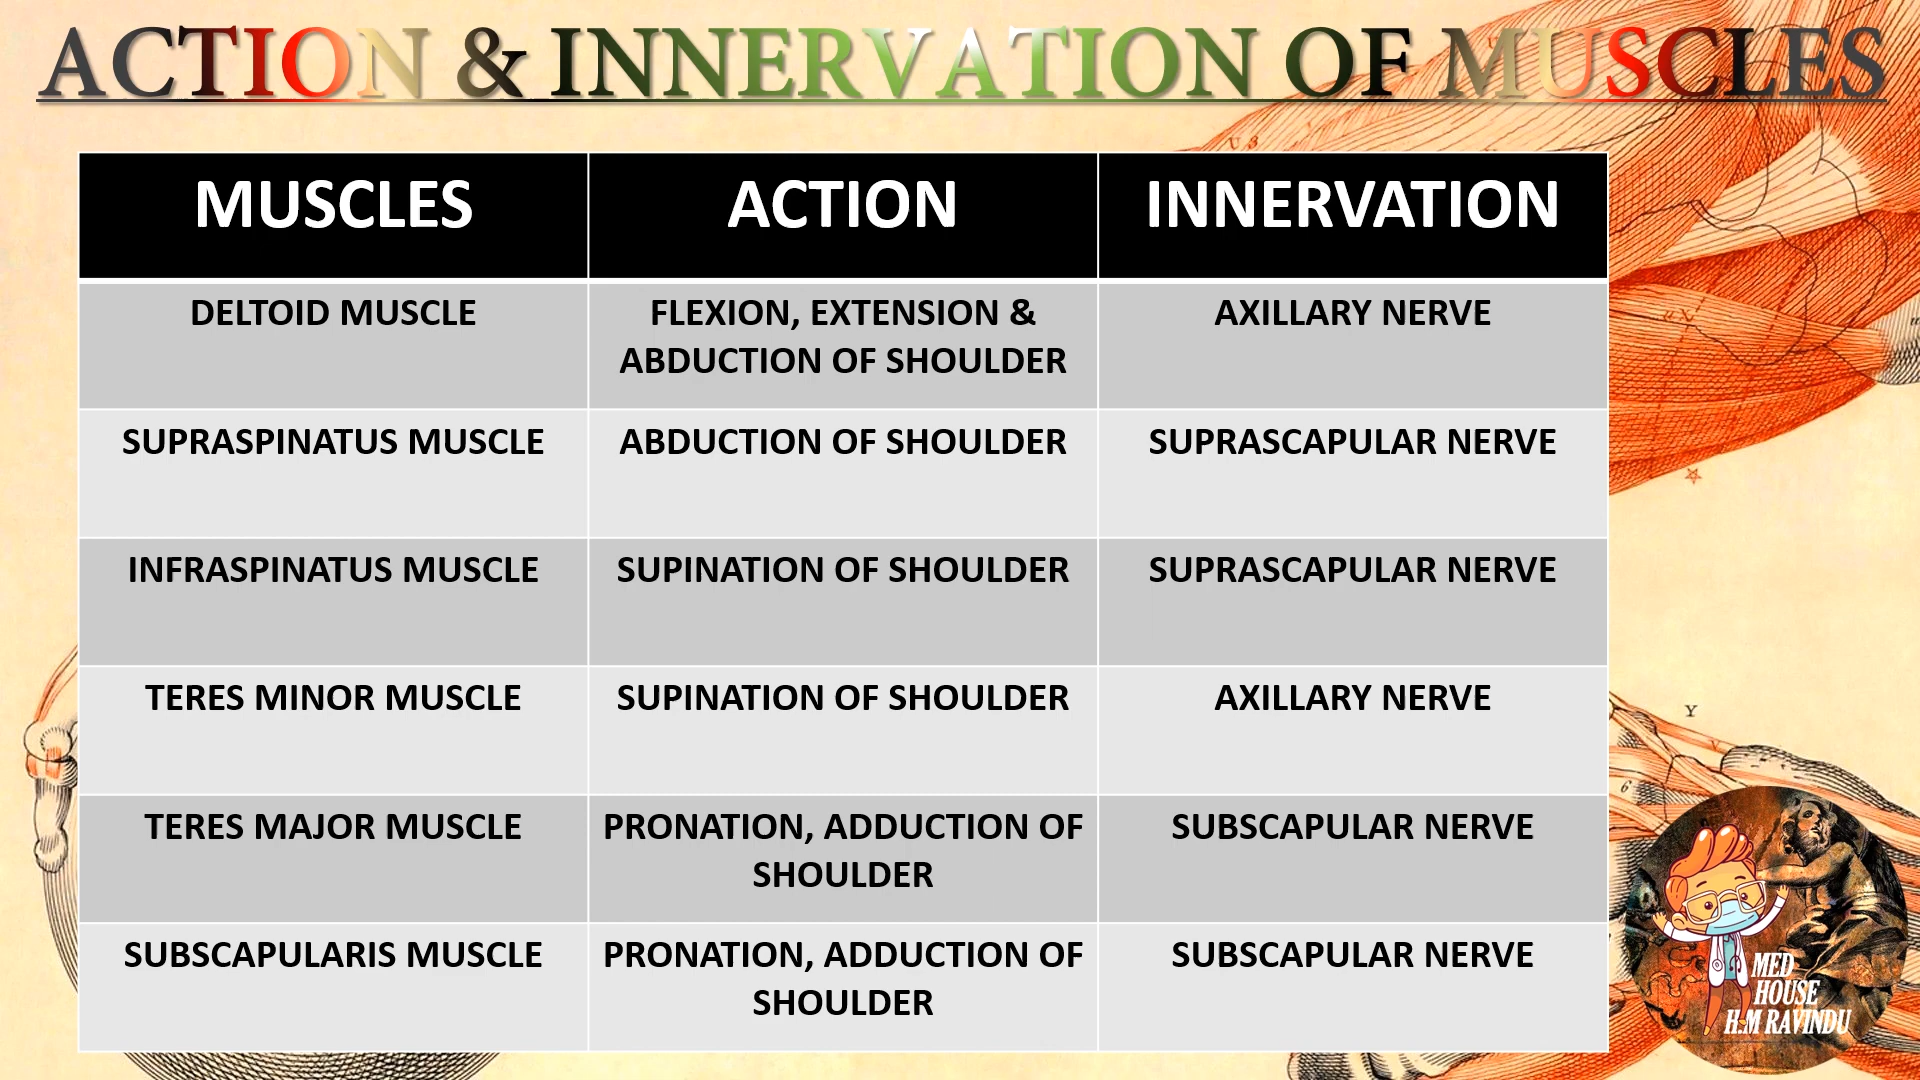 ACTION & INNERVATION OF MUSCLES
MUSCLES ACTION INNERVATION
DELTOID MUSCLE FLEXION, EXTENSION & AXILLARY NERVE
ABDUCTION OF SHOULDER
SUPRASPINATUS MUSCLE ABDUCTION OF SHOULDER SUPRASCAPULAR NERVE
INFRASPINATUS MUSCLE SUPINATION OF SHOULDER SUPRASCAPULAR NERVE
TERES MINOR MUSCLE SUPINATION OF SHOULDER AXILLARY NERVE
TERES MAJOR MUSCLE PRONATION, ADDUCTION OF SUBSCAPULAR NERVE
SHOULDER
SUBSCAPULARIS MUSCLE PRONATION, ADDUCTION OF SUBSCAPULAR NERVE
SHOULDER
Y
MED
HOUSE
H.M RAVINDU